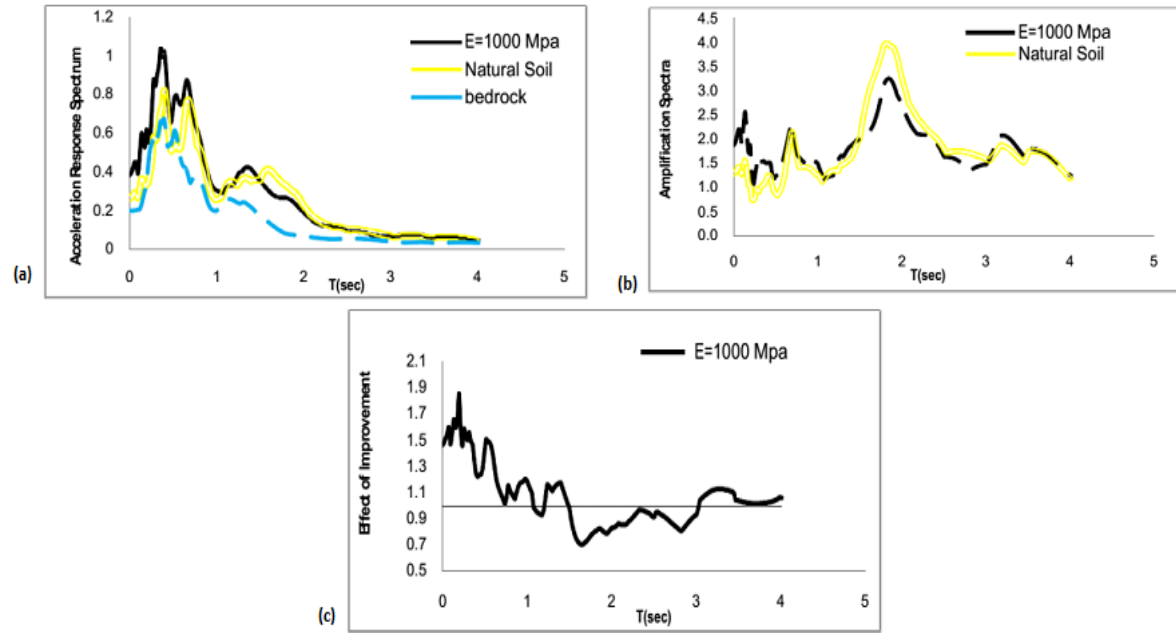 (a)
Acceleration Response Spectrum
1.2
1
0.8
0.6
0.4
0.2
0
0 1 2 3 4 5
T(sec)
E=1000 Mpa
Natural Soil
bedrock
(b)
Amplification Spectra
4.5
4.0
3.5
3.0
2.5
2.0
1.5
1.0
0.5
0.0
0 1 2 3 4 5
T(sec)
E=1000 Mpa
Natural Soil
(c)
Effect of Improvement
2.1
1.9
1.7
1.5
1.3
1.1
0.9
0.7
0.5
0 1 2 3 4 5
T(sec)
E=1000 Mpa